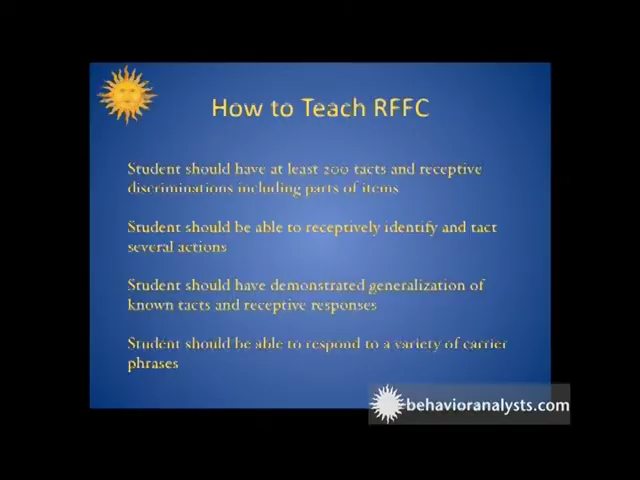 How to Teach RFFC
Student should have at least 200 tacts and receptive
discriminations including parts of items
Student should be able to receptively identify and tact
several actions
Student should have demonstrated generalization of
known tacts and receptive responses
Student should be able to respond to a variety of carrier
phrases
behavioranalysts.com